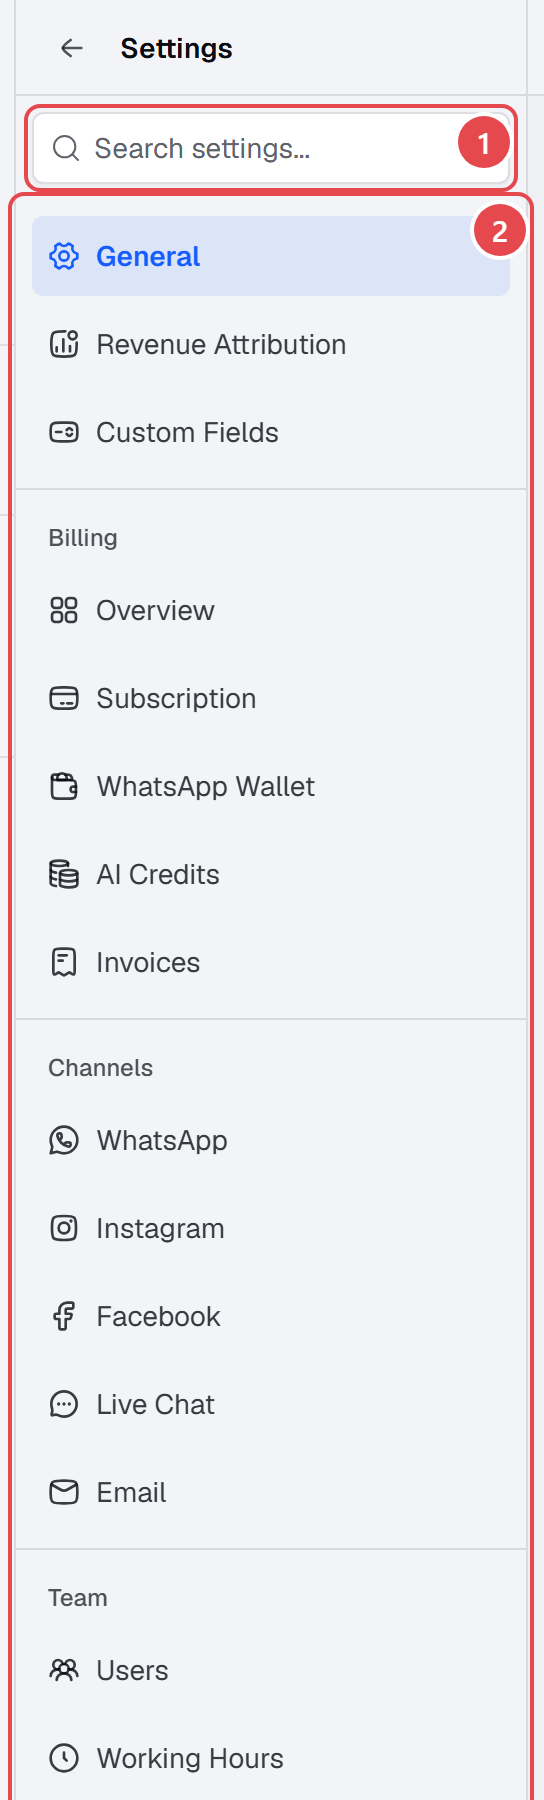 Settings
Search settings...
1
2
General
Revenue Attribution
Custom Fields
Billing
Overview
Subscription
WhatsApp Wallet
AI Credits
Invoices
Channels
WhatsApp
Instagram
Facebook
Live Chat
Email
Team
Users
Working Hours